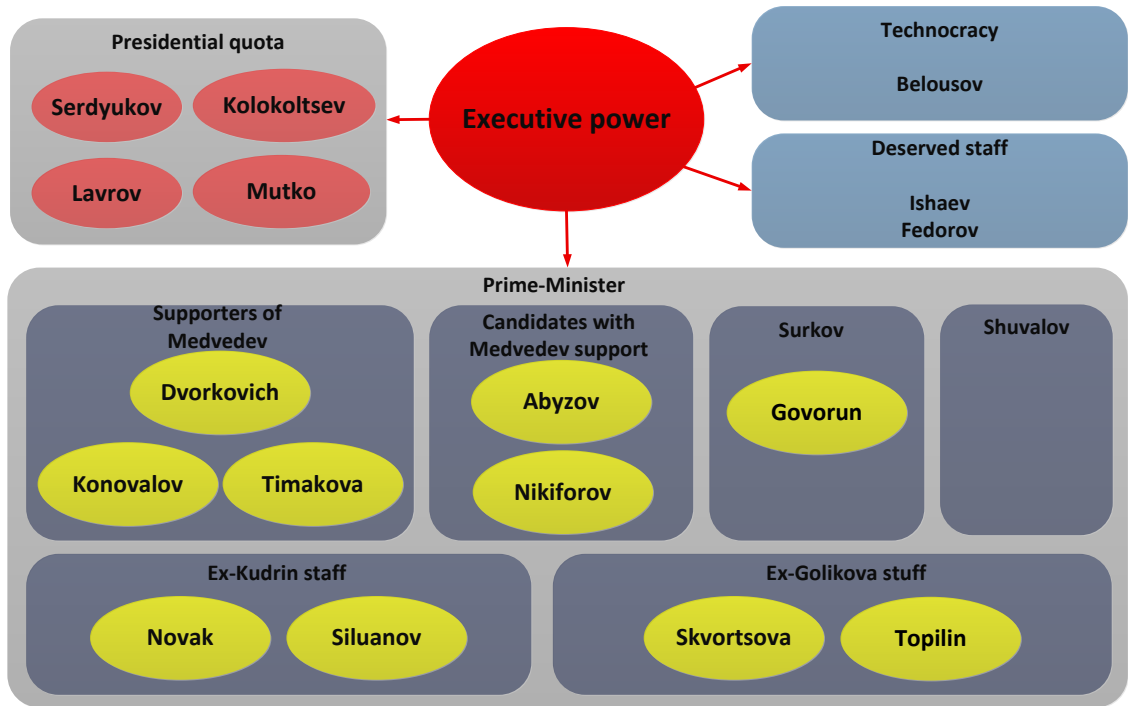 Presidential quota
Serdyukov
Kolokoltsev
Lavrov
Mutko
Executive power
Technocracy
Belousov
Deserved staff
Ishaev
Fedorov
Prime-Minister
Supporters of
Medvedev
Dvorkovich
Konovalov
Timakova
Candidates with
Medvedev support
Abyzov
Nikiforov
Surkov
Govorun
Shuvalov
Ex-Kudrin staff
Novak
Siluanov
Ex-Golikova stuff
Skvortsova
Topilin